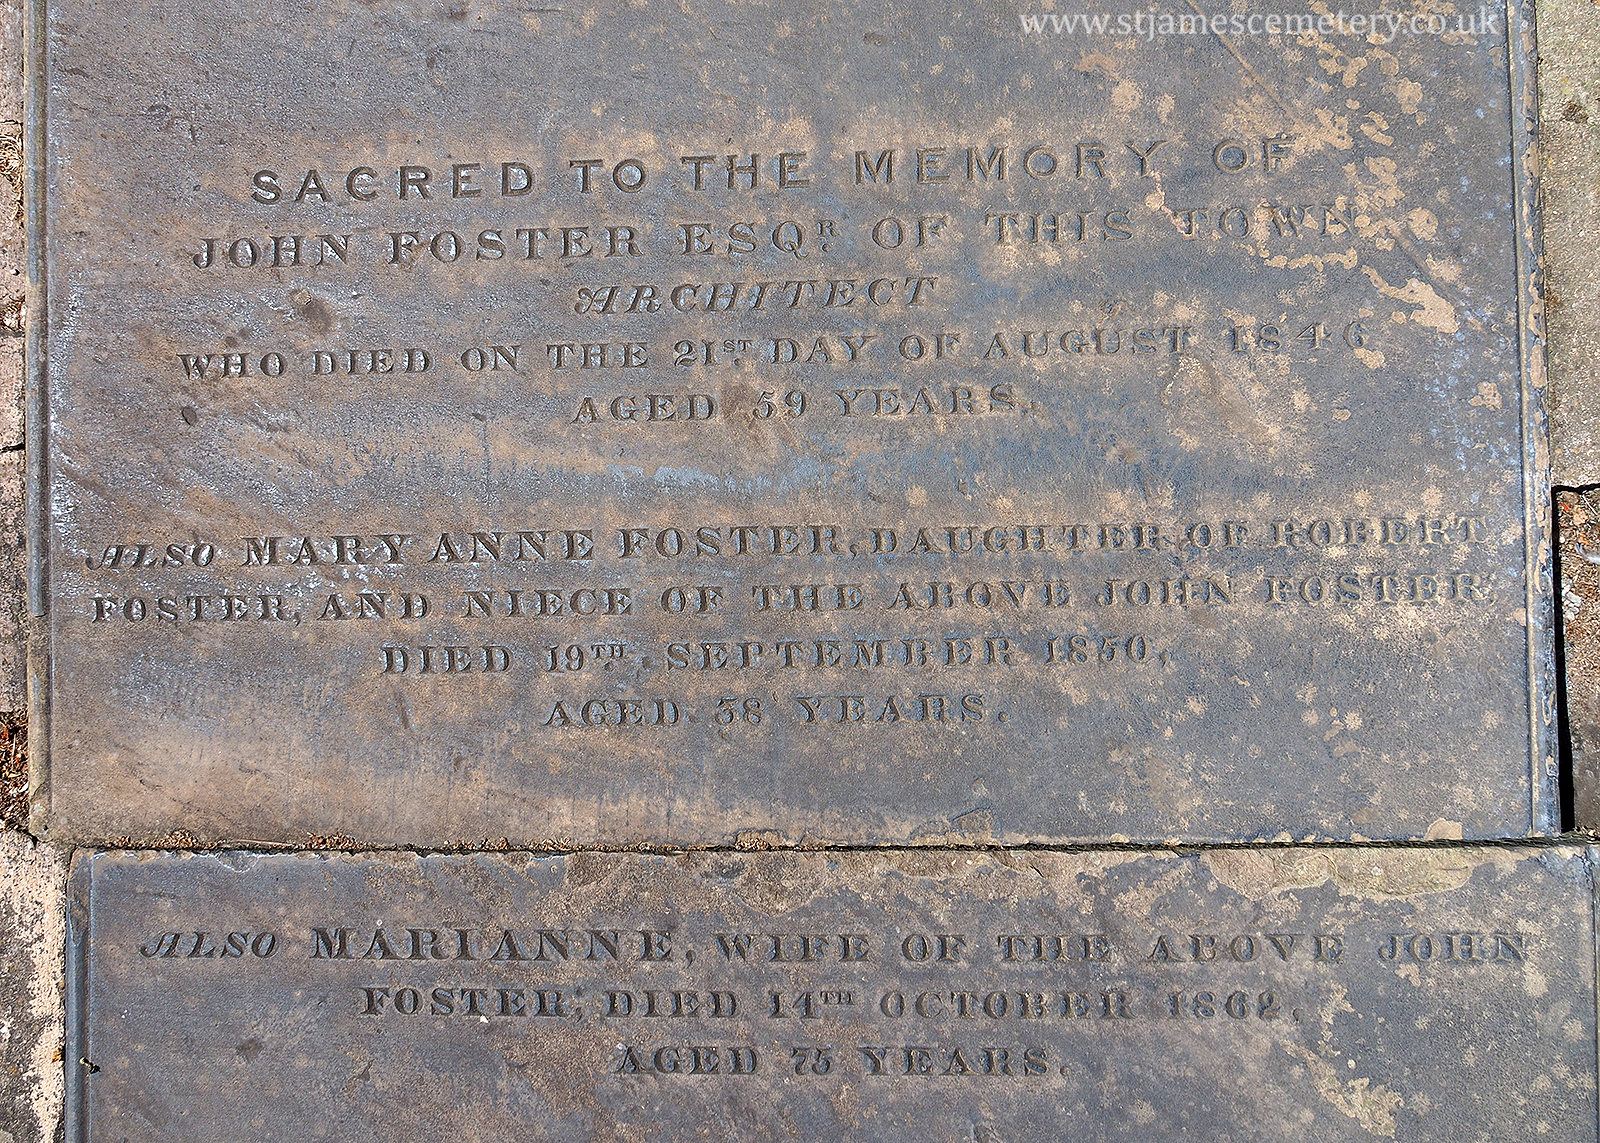 www.stjamescemetery.co.uk
SACRED TO THE MEMORY OF
JOHN FOSTER ESQR OF THIS TOWN
ARCHITECT
WHO DIED ON THE 21ST DAY OF AUGUST 1846
AGED 59 YEARS.
ALSO MARY ANNE FOSTER, DAUGHTER OF ROBERT
FOSTER, AND NIECE OF THE ABOVE JOHN FOSTER,
DIED 19TH SEPTEMBER 1850,
AGED 38 YEARS.
ALSO MARIANNE, WIFE OF THE ABOVE JOHN
FOSTER; DIED 14TH OCTOBER 1862,
AGED 75 YEARS.